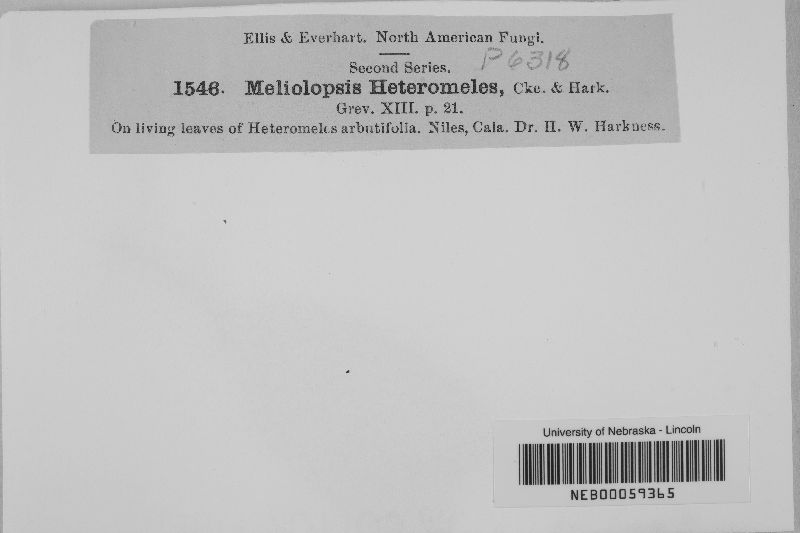 Ellis & Everhart. North American Fungi.
Second Series. P6318
1546. Meliolopsis Heteromeles, Cke. & Hark.
Grev. XIII. p. 21.
On living leaves of Heteromeles arbutifolia. Niles, Cala. Dr. H. W. Harkness.
University of Nebraska - Lincoln
NEB00059365